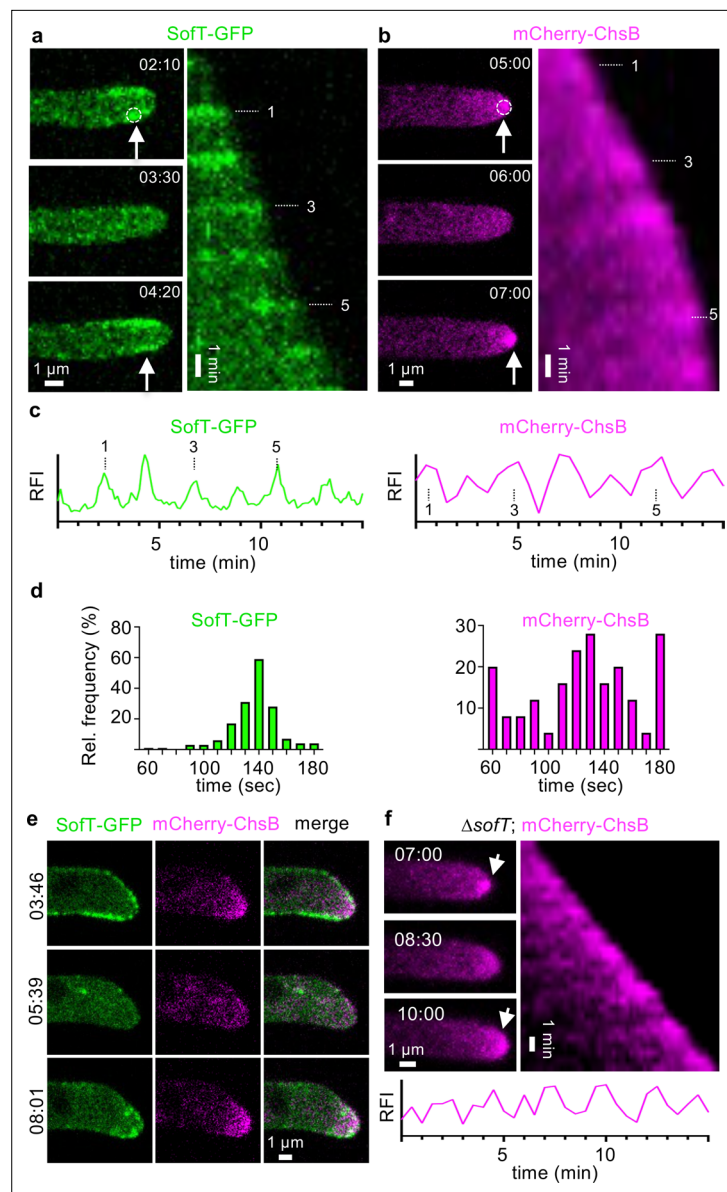 a
SofT-GFP
02:10
03:30
04:20
1 µm
1
3
5
1 min
b
mCherry-ChsB
05:00
06:00
07:00
1 µm
1
3
5
1 min
c
SofT-GFP
RFI
1
3
5
5
10
time (min)
mCherry-ChsB
RFI
1
3
5
5
10
time (min)
d
SofT-GFP
Rel. frequency (%)
80
60
40
20
60
100
140
180
time (sec)
mCherry-ChsB
30
20
10
60
100
140
180
time (sec)
e
SofT-GFP mCherry-ChsB merge
03:46
05:39
08:01
1 µm
f
ΔsofT; mCherry-ChsB
07:00
08:30
10:00
1 µm
1 min
RFI
5
10
time (min)